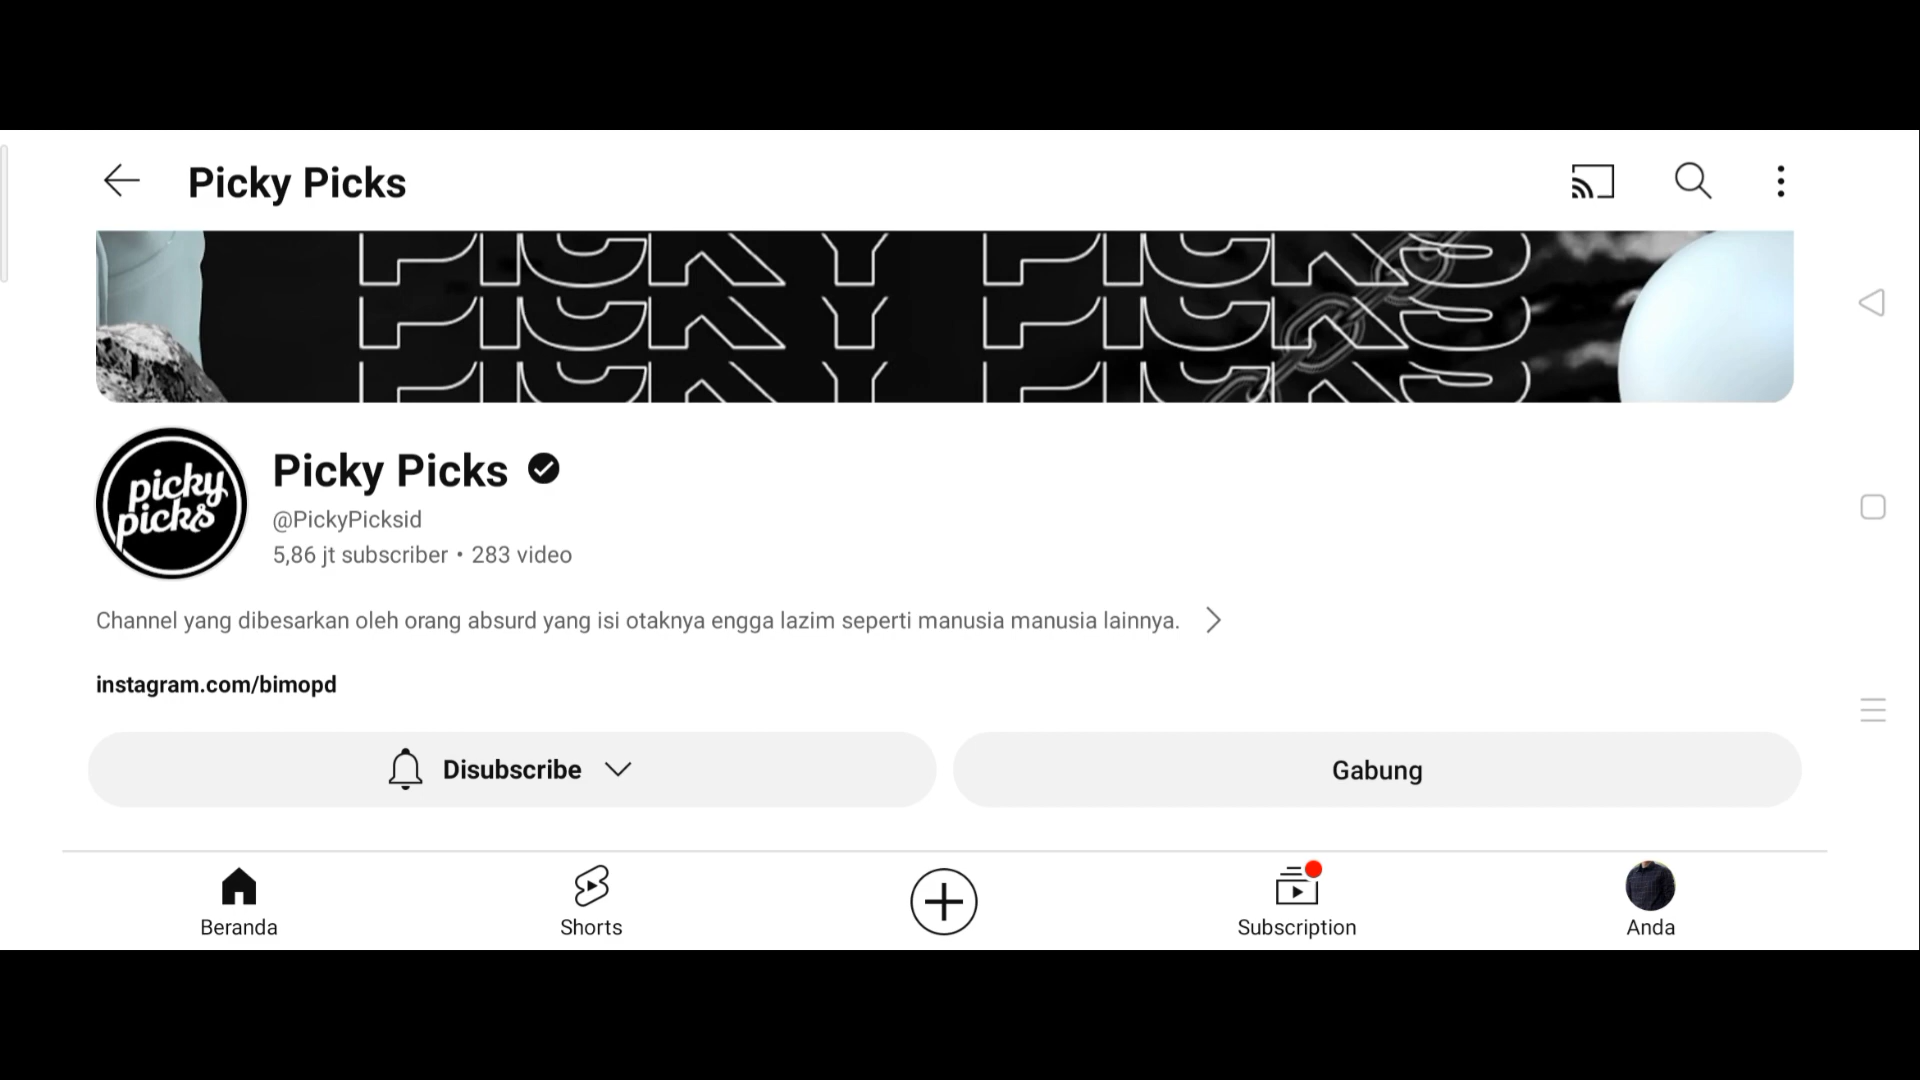 Picky Picks
PICKY PICKS
PICKY PICKS
PICKY PICKS
picky
picks
Picky Picks
@PickyPicksid
5,86 jt subscriber • 283 video
Channel yang dibesarkan oleh orang absurd yang isi otaknya engga lazim seperti manusia manusia lainnya.
instagram.com/bimopd
Disubscribe
Gabung
Beranda
Shorts
Subscription
Anda